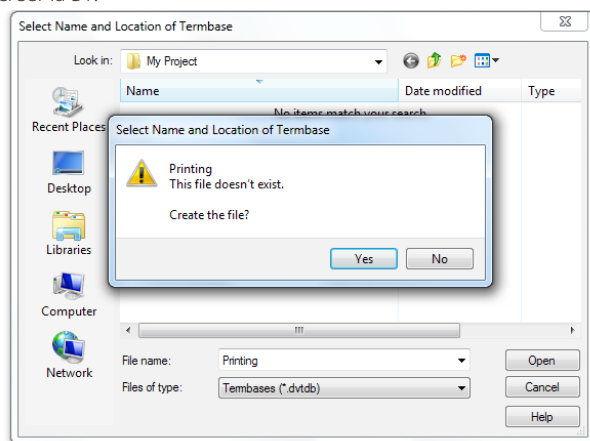 Select Name and Location of Termbase
Look in: My Project
Name Date modified Type
No items match your search.
Recent Places
Desktop
Libraries
Computer
Network
Select Name and Location of Termbase
Printing
This file doesn't exist.
Create the file?
Yes No
File name: Printing Open
Files of type: Termbases (*.dvtdb) Cancel
Help